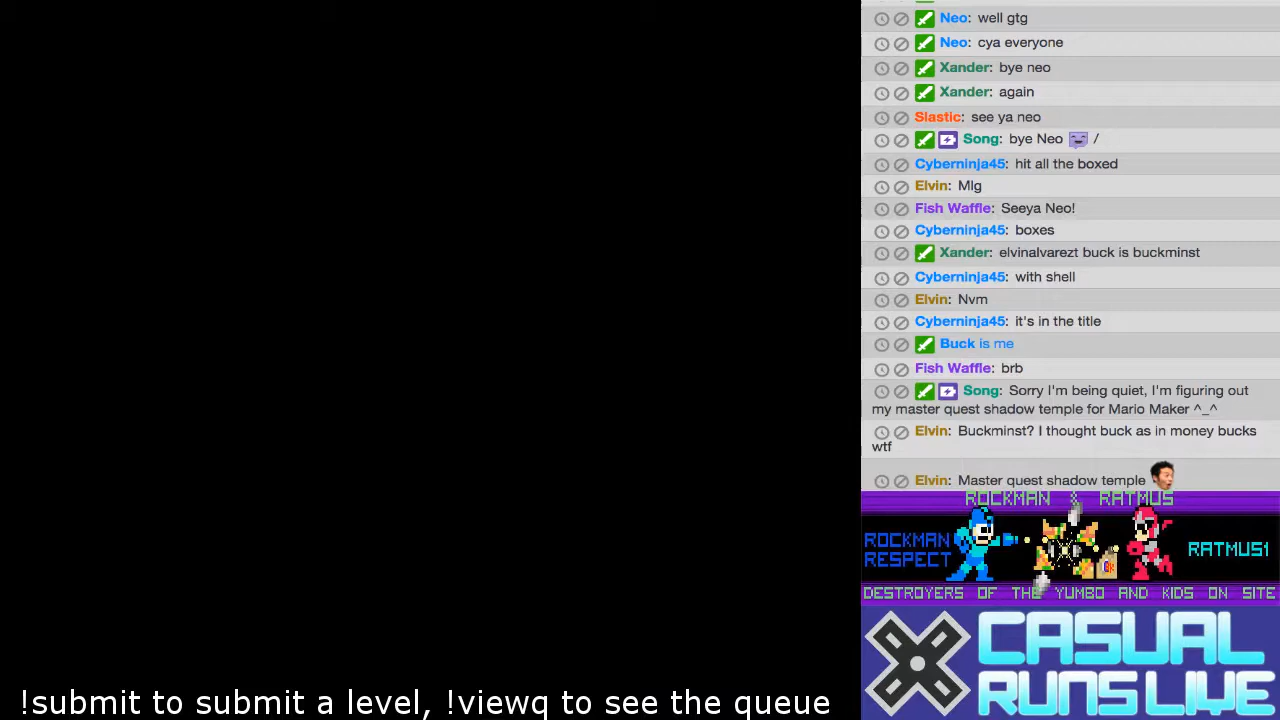 Neo: well gtg
Neo: cya everyone
Xander: bye neo
Xander: again
Slastic: see ya neo
Song: bye Neo /
Cyberninja45: hit all the boxed
Elvin: Mlg
Fish Waffle: Seeya Neo!
Cyberninja45: boxes
Xander: elvinalvarezt buck is buckminst
Cyberninja45: with shell
Elvin: Nvm
Cyberninja45: it's in the title
Buck is me
Fish Waffle: brb
Song: Sorry I'm being quiet, I'm figuring out
my master quest shadow temple for Mario Maker ^_^
Elvin: Buckminst? I thought buck as in money bucks
wtf
Elvin: Master quest shadow temple
ROCKMAN & RATMUS
ROCKMAN
RESPECT
RATMUS1
DESTROYERS OF THE YUMBO AND KIDS ON SITE
CASUAL
RUNS LIVE
!submit to submit a level, !viewq to see the queue